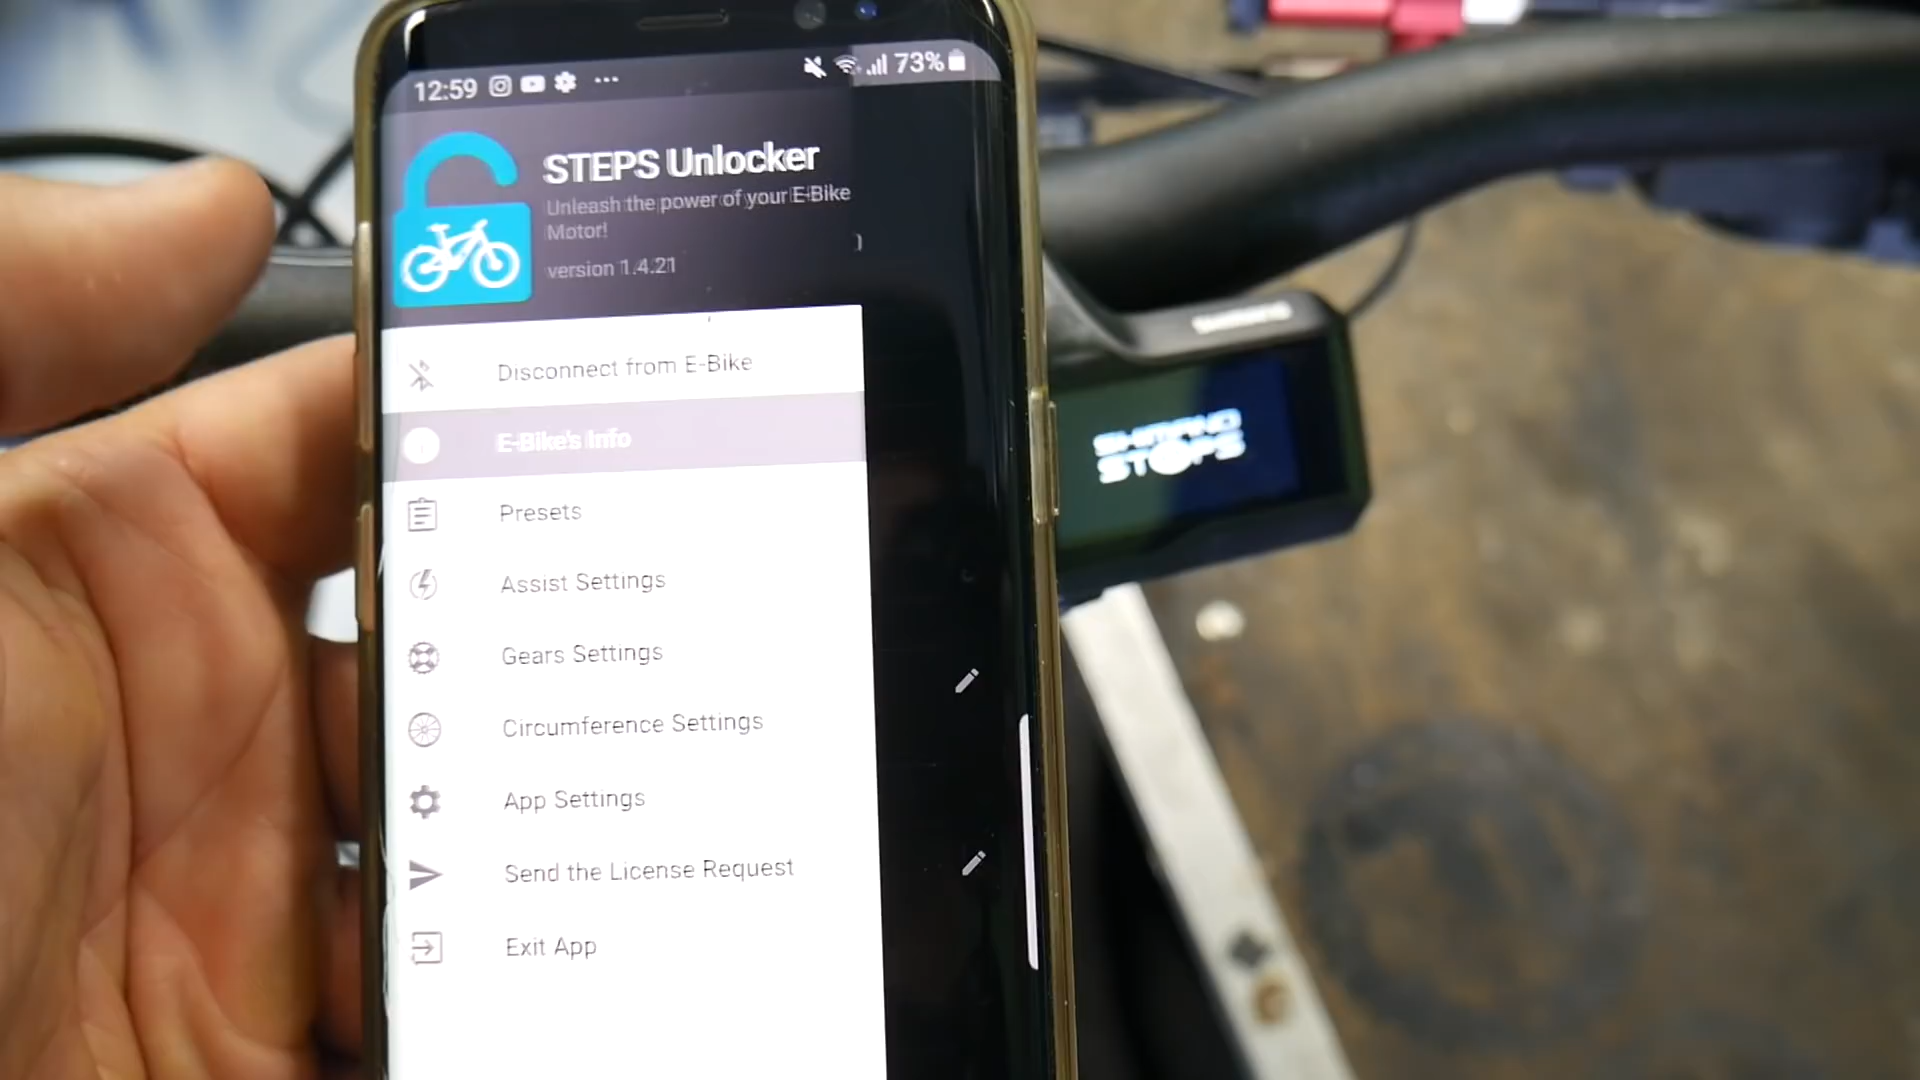 12:59
73%
STEPS Unlocker
Unleash the power of your E-Bike
Motor!
version 1.4.21
Disconnect from E-Bike
E-Bike's Info
Presets
Assist Settings
Gears Settings
Circumference Settings
App Settings
Send the License Request
Exit App
SHIMANO
SHIMANO
STEPS